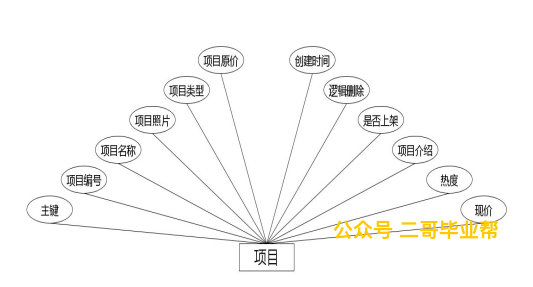 项目原价
创建时间
项目类型
逻辑删除
项目照片
是否上架
项目名称
项目介绍
项目编号
热度
主键
现价
公众号 二哥毕业帮
项目